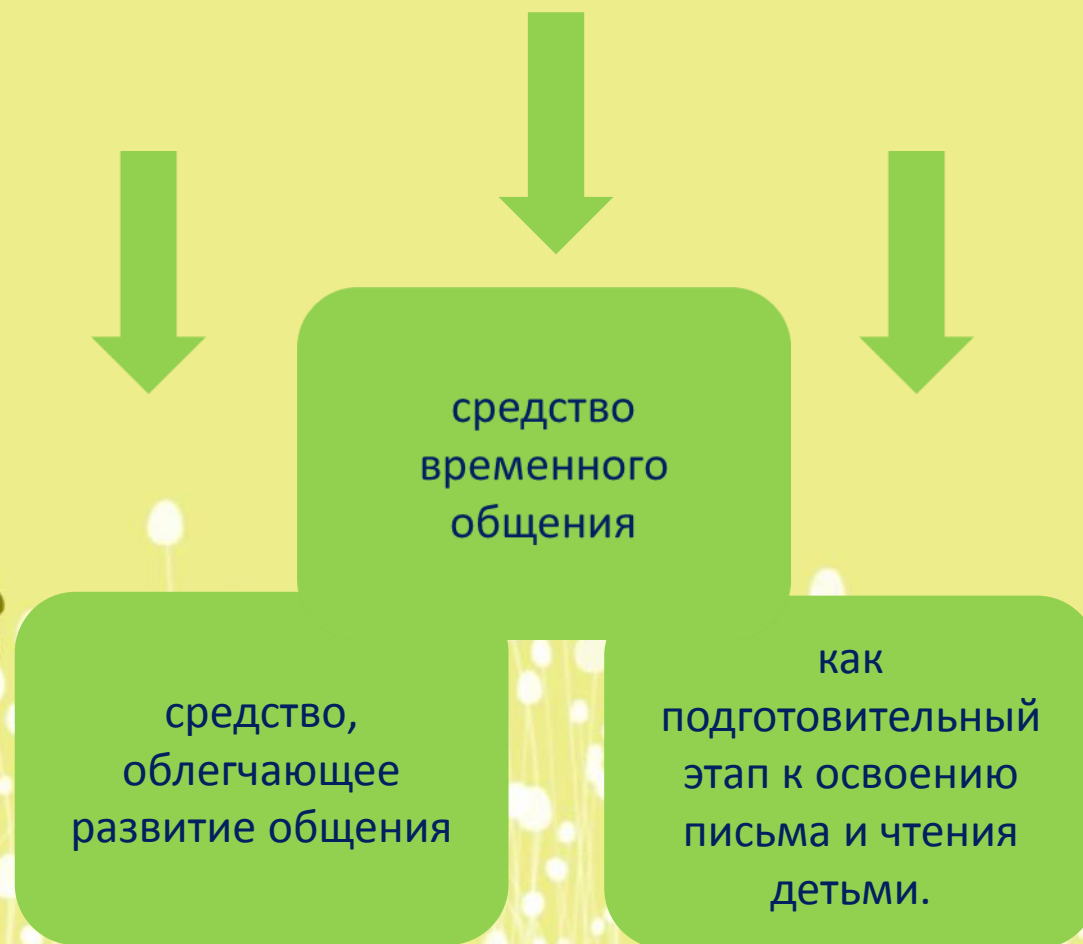 средство
временного
общения
средство,
облегчающее
развитие общения
как
подготовительный
этап к освоению
письма и чтения
детьми.